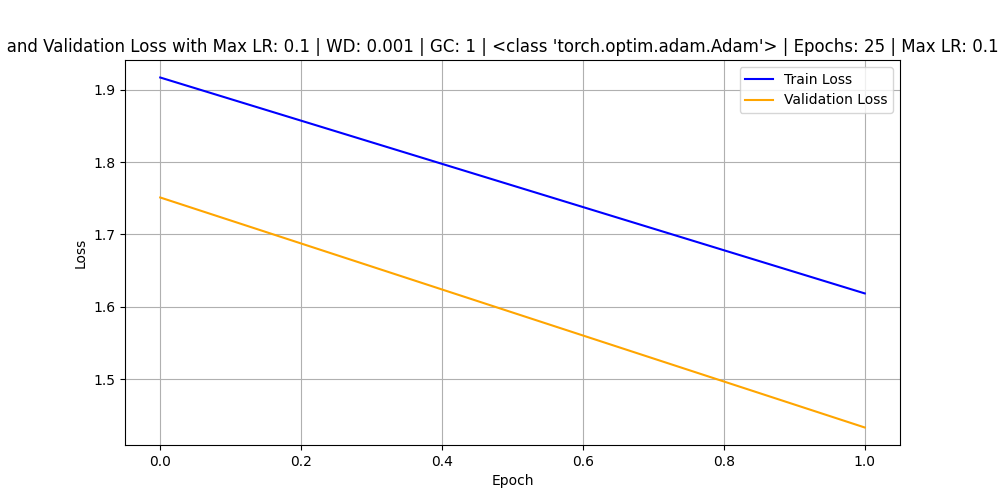 and Validation Loss with Max LR: 0.1 | WD: 0.001 | GC: 1 | <class 'torch.optim.adam.Adam'> | Epochs: 25 | Max LR: 0.1
Train Loss
Validation Loss
1.9
1.8
1.7
1.6
1.5
Loss
0.0 0.2 0.4 0.6 0.8 1.0
Epoch